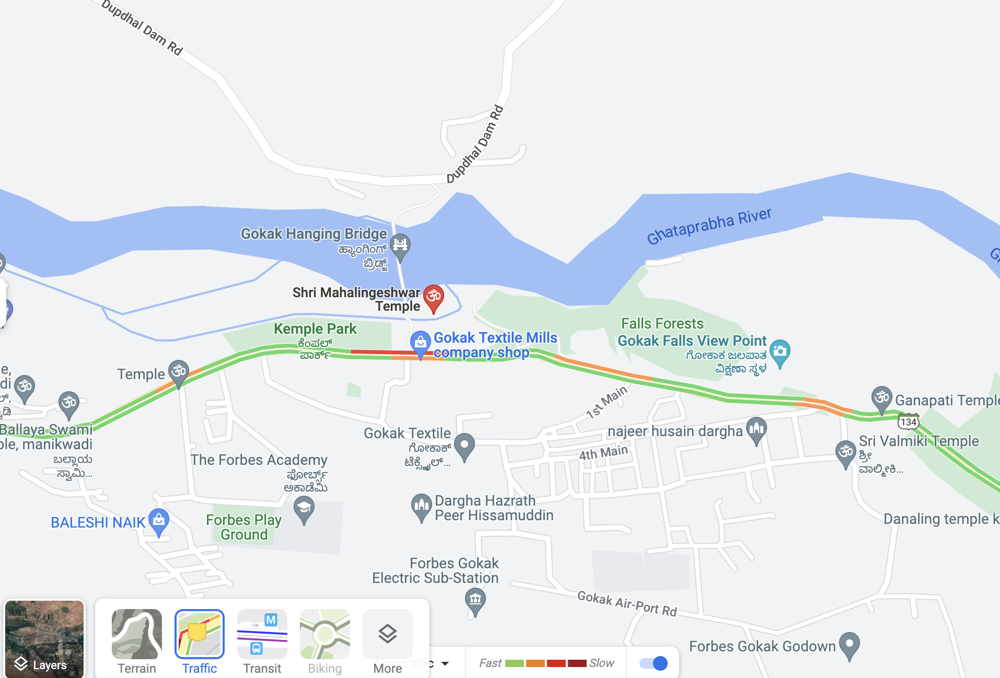 Dupdhal Dam Rd
Dupdhal Dam Rd
Ghataprabha River
Gokak Hanging Bridge
ಹ್ಯಾಂಗಿಂಗ್
ಬ್ರಿಡ್ಜ್
Shri Mahalingeshwar
Temple
Kemple Park
ಕೆಂಪಲ್
ಪಾರ್ಕ್
Gokak Textile Mills
company shop
Falls Forests
Gokak Falls View Point
ಗೋಕಾಕ ಜಲಪಾತ
ವಿಕ್ಷಣಾ ಸ್ಥಳ
Temple
1st Main
Ganapati Temple
134
Ballaya Swami
manikwadi
ಬಲ್ಲಾಯ
ಸ್ವಾಮಿ...
Gokak Textile
ಗೋಕಾಕ್
ಟೆಕ್ಸ್ಟೈಲ್...
najeer husain dargha
4th Main
Sri Valmiki Temple
ಶ್ರೀ
ವಾಲ್ಮೀಕಿ...
The Forbes Academy
ಫೋರ್ಬ್ಸ್
ಅಕಾಡೆಮಿ
Dargha Hazrath
Peer Hissamuddin
BALESHI NAIK
Forbes Play
Ground
Danaling temple k
Forbes Gokak
Electric Sub-Station
Gokak Air-Port Rd
Forbes Gokak Godown
Layers
Terrain
Traffic
M
Transit
Biking
More
traffic
Fast
Slow